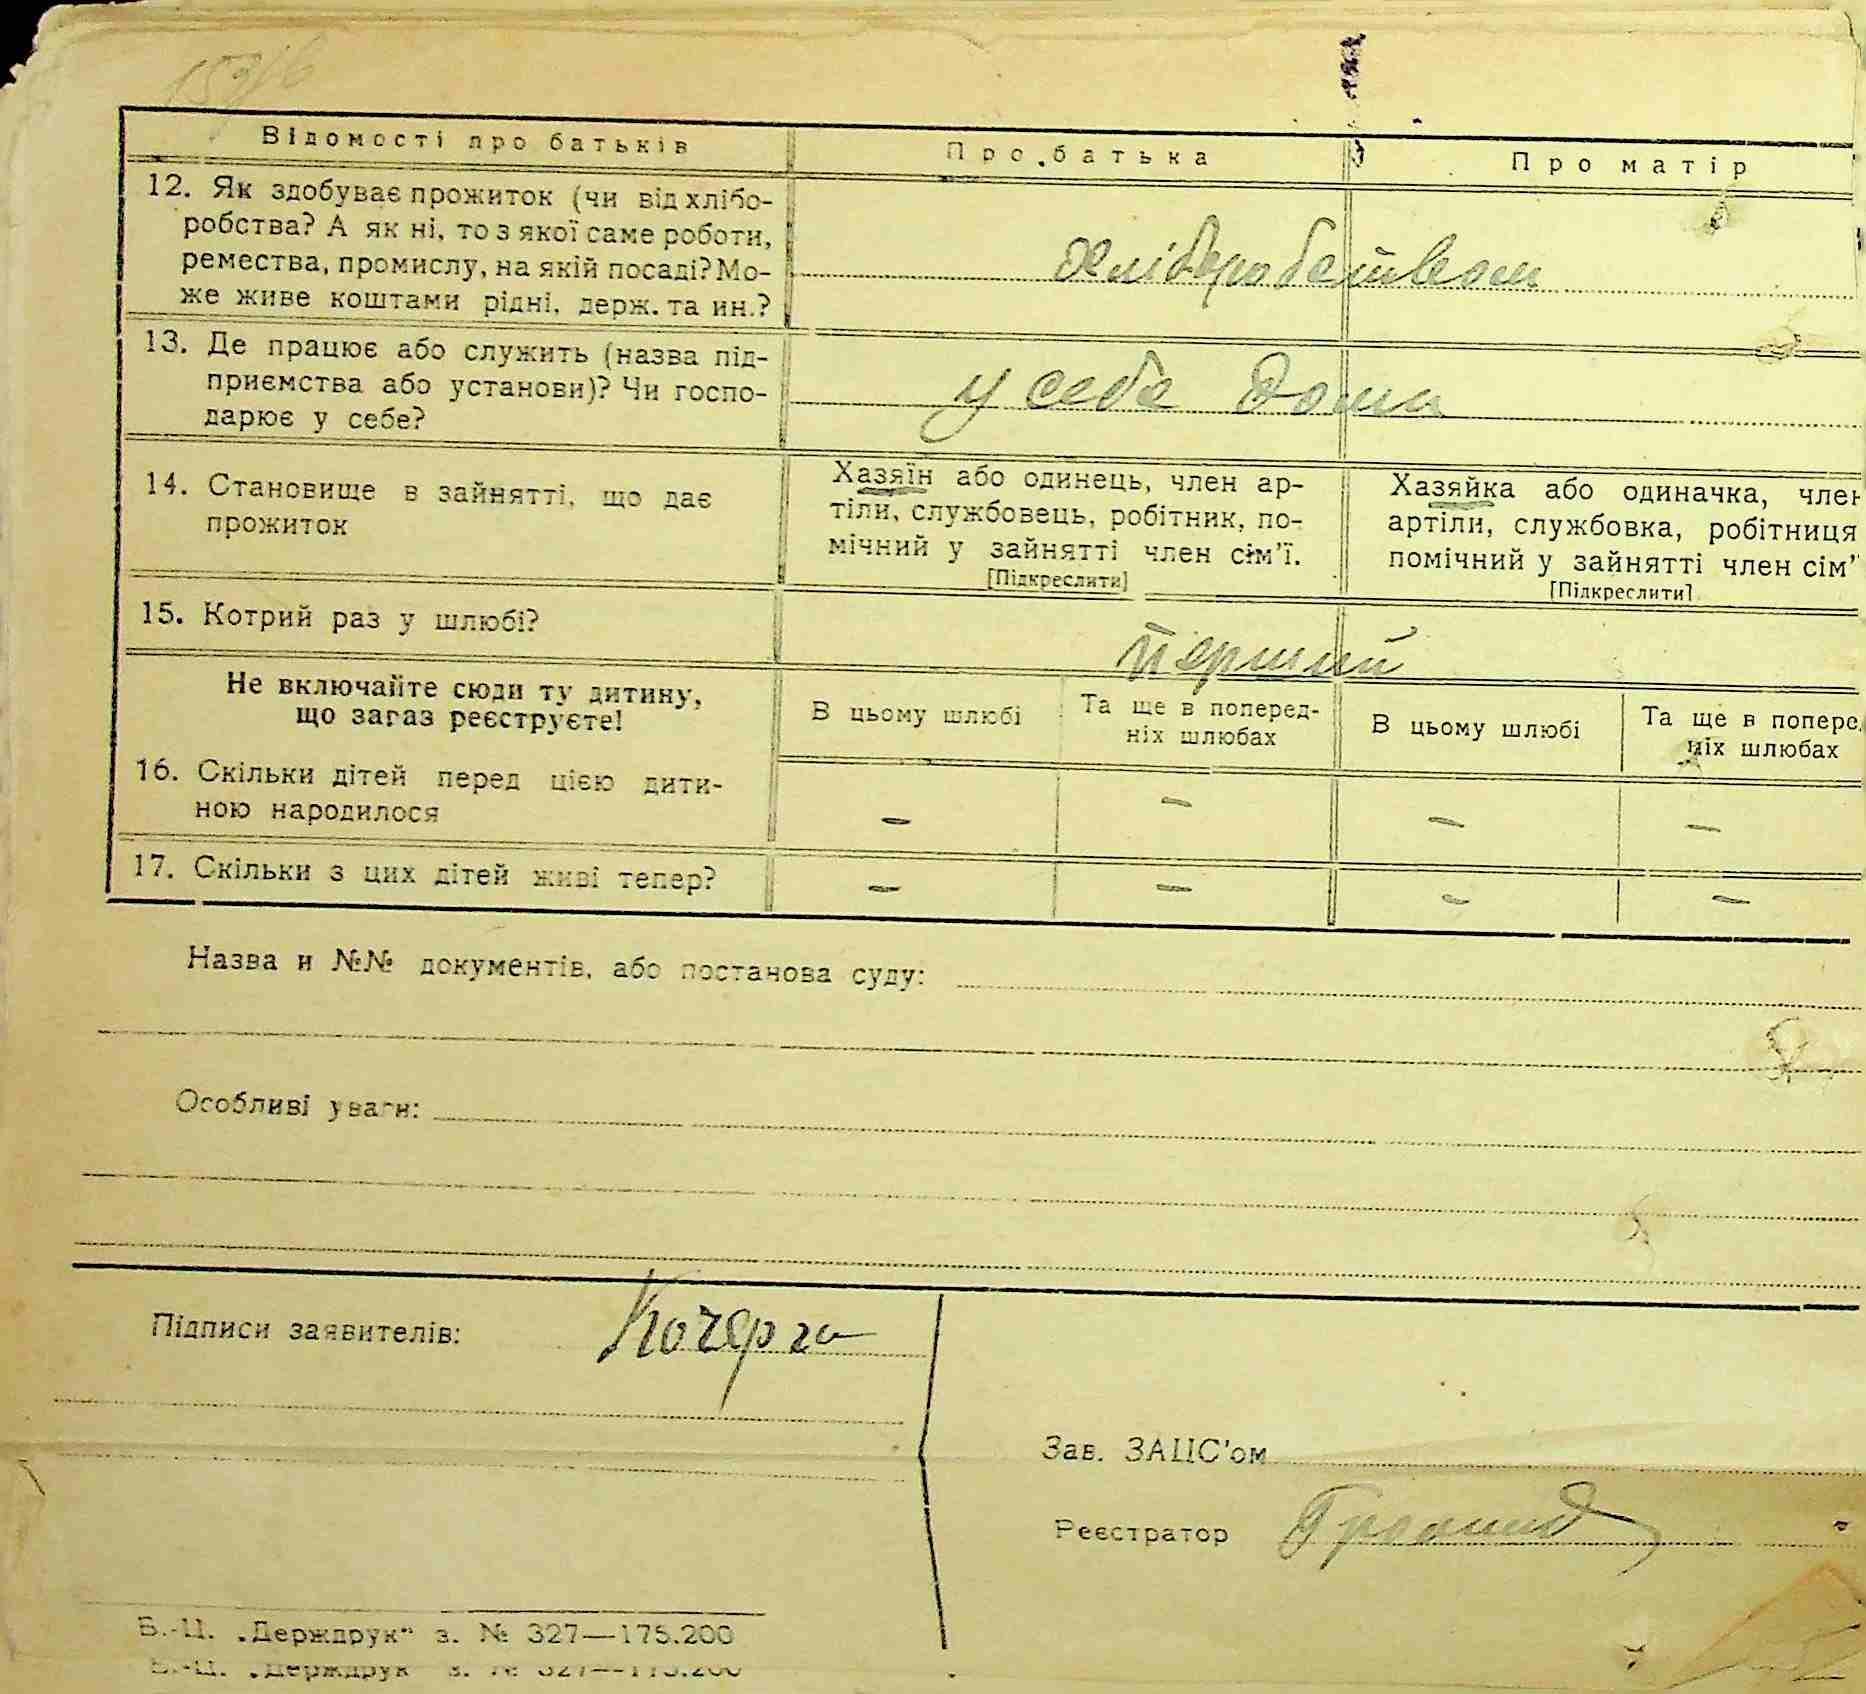 Відомості про батьків Про батька Про матір
12. Як здобуває прожиток (чи від хлібо-
робства? А як ні, то з якої саме роботи,
ремества, промислу, на якій посаді? Мо-
же живе коштами рідні, держ. та ин.?
хліборобством
13. Де працює або служить (назва під-
приємства або установи)? Чи госпо-
дарює у себе?
у себе дома
14. Становище в зайнятті, що дає
прожиток
Хазяїн або одинець, член ар-
тіли, службовець, робітник, по-
мічний у зайнятті член сім'ї.
[Підкреслити]
Хазяйка або одиначка, член
артіли, службовка, робітниця
помічний у зайнятті член сім'
[Підкреслити]
15. Котрий раз у шлюбі?
перший
Не включайте сюди ту дитину,
що загаз реєструєте!
В цьому шлюбі
Та ще в поперед-
ніх шлюбах
В цьому шлюбі
Та ще в попере
ніх шлюбах
16. Скільки дітей перед цією дити-
ною народилося
– – – –
17. Скільки з цих дітей живі тепер?
– – – –
Назва и №№ документів, або постанова суду:
Особливі уваги:
Підписи заявителів: Кочерга
Зав. ЗАЦС'ом
Реєстратор
Б.-Ц. „Держдрук" з. № 327—175.200
Б.-Ц. „Держдрук з. № 327—175.200